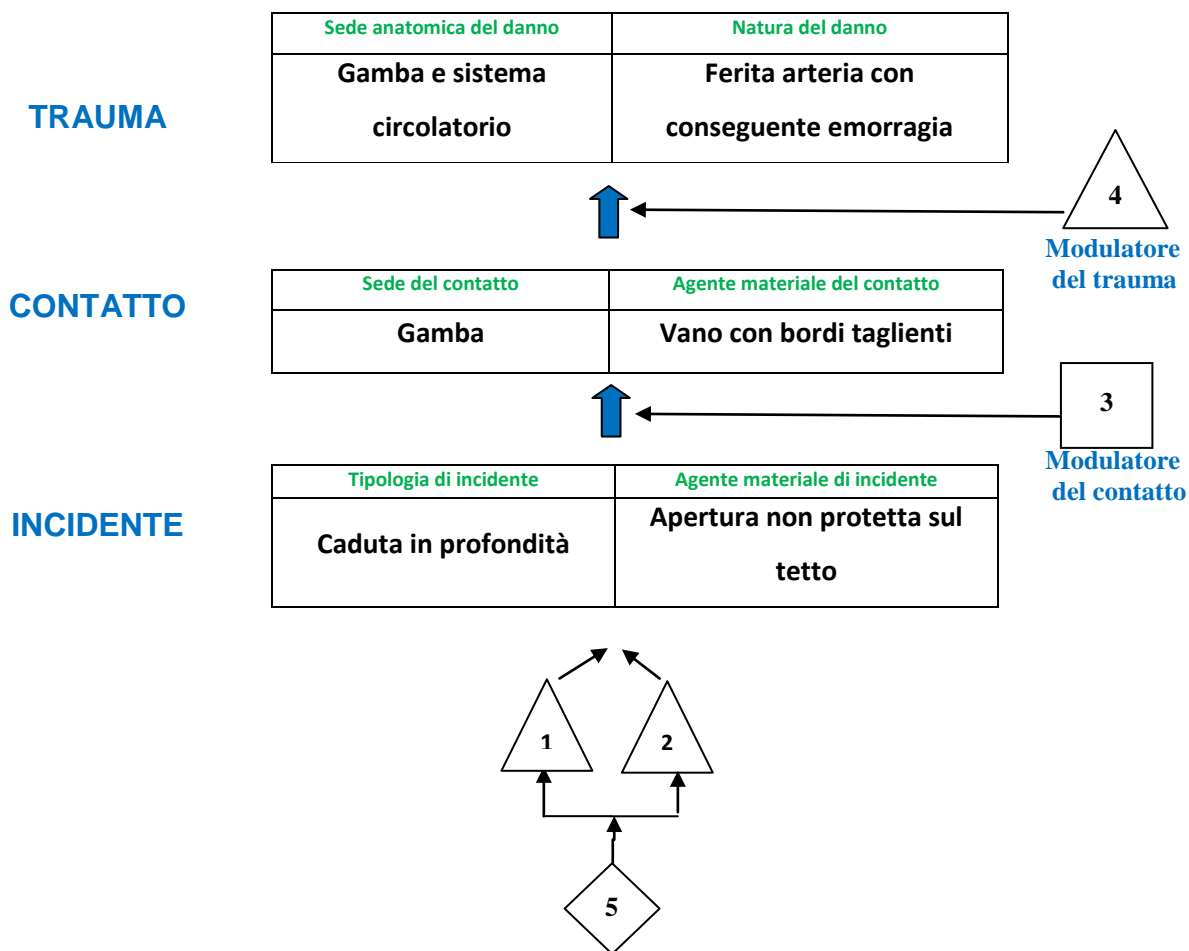 Sede anatomica del danno
Natura del danno
TRAUMA
Gamba e sistema
circolatorio
Ferita arteria con
conseguente emorragia
4
Modulatore
del trauma
CONTATTO
Sede del contatto
Agente materiale del contatto
Gamba
Vano con bordi taglienti
3
Modulatore
del contatto
INCIDENTE
Tipologia di incidente
Agente materiale di incidente
Caduta in profondità
Apertura non protetta sul
tetto
1
2
5